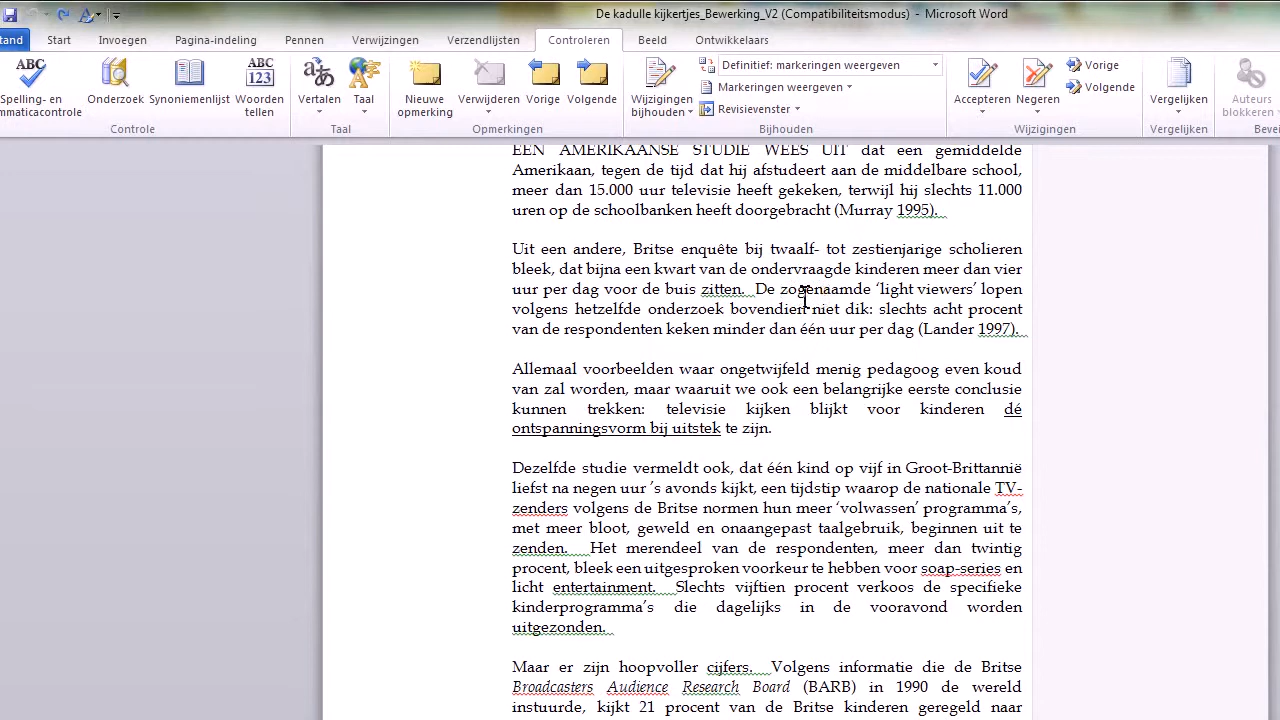 De kadulle kijkertjes_Bewerking_V2 (Compatibiliteitsmodus) - Microsoft Word
tand Start Invoegen Pagina-indeling Pennen Verwijzingen Verzendlijsten Controleren Beeld Ontwikkelaars
ABC ABC 123 Definitief: markeringen weergeven Vorige
Markeringen weergeven Volgende
Spelling- en Onderzoek Synoniemenlijst Woorden Vertalen Taal Nieuwe Verwijderen Vorige Volgende Wijzigingen Accepteren Negeren Vergelijken Auteurs
mmaticacontrole tellen opmerking bijhouden Revisievenster blokkeren
Controle Taal Opmerkingen Bijhouden Wijzigingen Vergelijken Bevei
EEN AMERIKAANSE STUDIE WEES UIT dat een gemiddelde
Amerikaan, tegen de tijd dat hij afstudeert aan de middelbare school,
meer dan 15.000 uur televisie heeft gekeken, terwijl hij slechts 11.000
uren op de schoolbanken heeft doorgebracht (Murray 1995).
Uit een andere, Britse enquête bij twaalf- tot zestienjarige scholieren
bleek, dat bijna een kwart van de ondervraagde kinderen meer dan vier
uur per dag voor de buis zitten. De zogenaamde ‘light viewers’ lopen
volgens hetzelfde onderzoek bovendien niet dik: slechts acht procent
van de respondenten keken minder dan één uur per dag (Lander 1997).
Allemaal voorbeelden waar ongetwijfeld menig pedagoog even koud
van zal worden, maar waaruit we ook een belangrijke eerste conclusie
kunnen trekken: televisie kijken blijkt voor kinderen dé
ontspanningsvorm bij uitstek te zijn.
Dezelfde studie vermeldt ook, dat één kind op vijf in Groot-Brittannië
liefst na negen uur ’s avonds kijkt, een tijdstip waarop de nationale TV-
zenders volgens de Britse normen hun meer ‘volwassen’ programma’s,
met meer bloot, geweld en onaangepast taalgebruik, beginnen uit te
zenden. Het merendeel van de respondenten, meer dan twintig
procent, bleek een uitgesproken voorkeur te hebben voor soap-series en
licht entertainment. Slechts vijftien procent verkoos de specifieke
kinderprogramma’s die dagelijks in de vooravond worden
uitgezonden.
Maar er zijn hoopvoller cijfers. Volgens informatie die de Britse
Broadcasters Audience Research Board (BARB) in 1990 de wereld
instuurde, kijkt 21 procent van de Britse kinderen geregeld naar